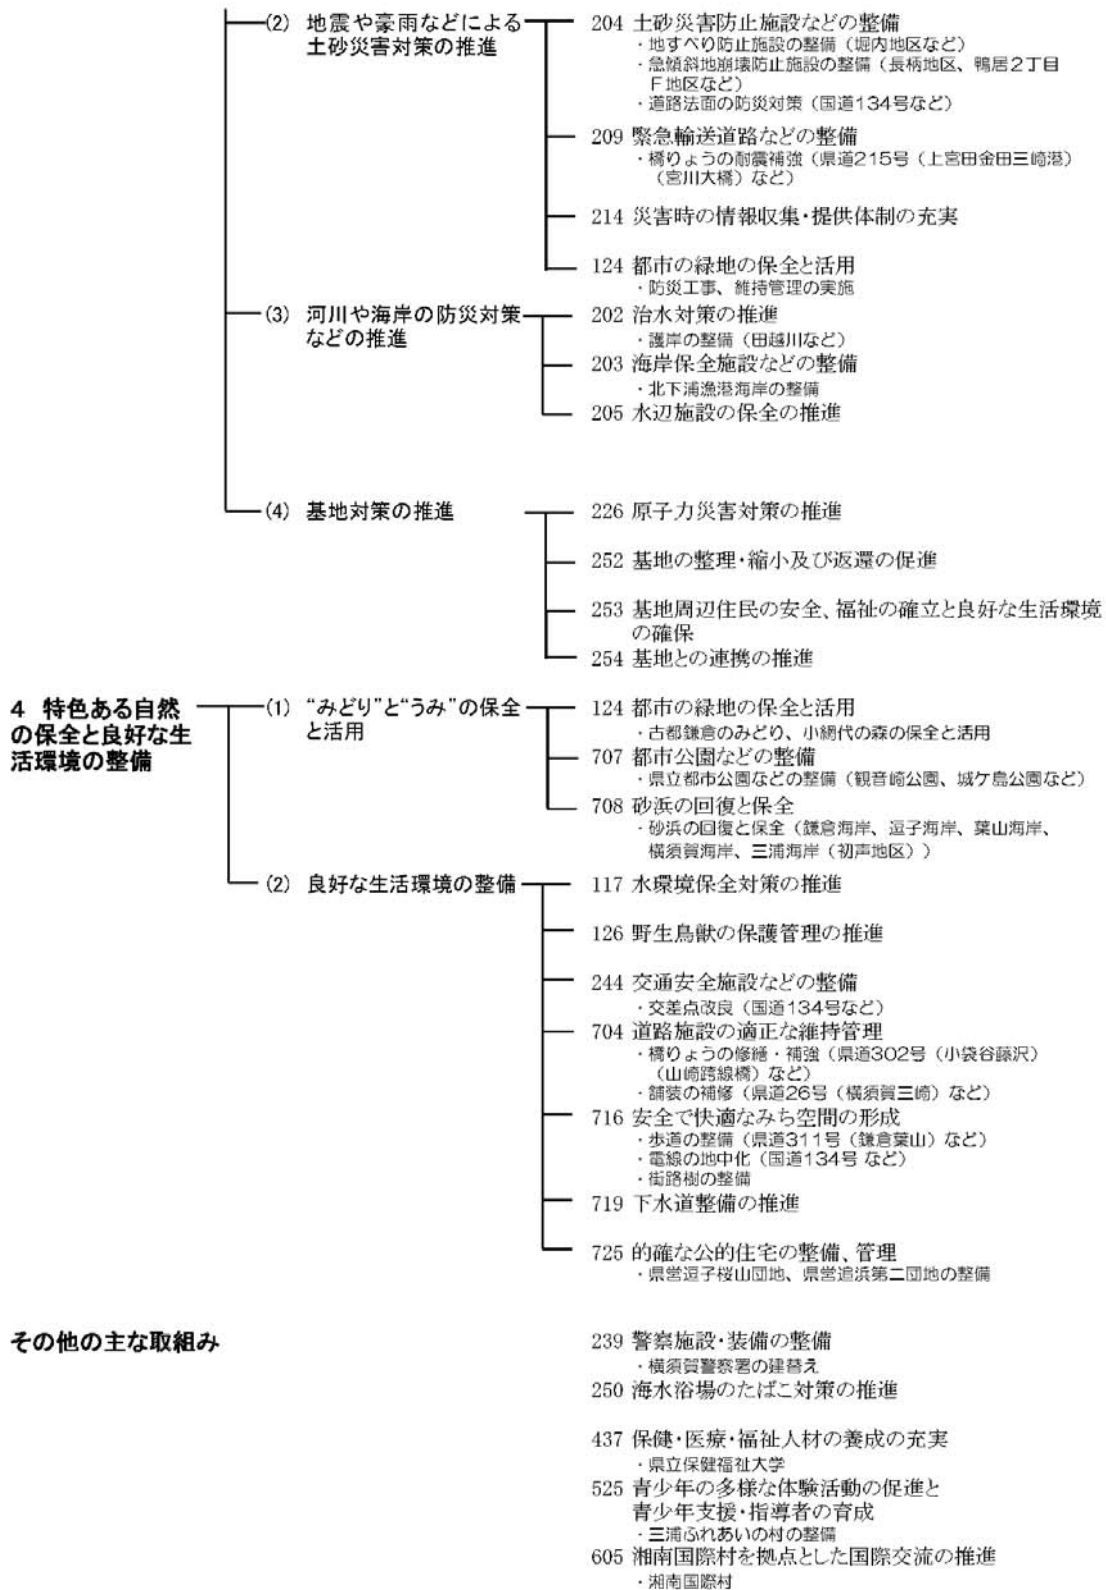 (2) 地震や豪雨などによる
土砂災害対策の推進
204 土砂災害防止施設などの整備
・地すべり防止施設の整備（堀内地区など）
・急傾斜地崩壊防止施設の整備（長柄地区、鴨居２丁目
Ｆ地区など）
・道路法面の防災対策（国道134号など）
209 緊急輸送道路などの整備
・橋りょうの耐震補強（県道215号（上宮田金田三崎港）
（宮川大橋）など）
214 災害時の情報収集・提供体制の充実
124 都市の緑地の保全と活用
・防災工事、維持管理の実施
(3) 河川や海岸の防災対策
などの推進
202 治水対策の推進
・護岸の整備（田越川など）
203 海岸保全施設などの整備
・北下浦漁港海岸の整備
205 水辺施設の保全の推進
(4) 基地対策の推進
226 原子力災害対策の推進
252 基地の整理・縮小及び返還の促進
253 基地周辺住民の安全、福祉の確立と良好な生活環境
の確保
254 基地との連携の推進
4 特色ある自然
の保全と良好な生
活環境の整備
(1) “みどり”と“うみ”の保全
と活用
124 都市の緑地の保全と活用
・古都鎌倉のみどり、小網代の森の保全と活用
707 都市公園などの整備
・県立都市公園などの整備（観音崎公園、城ケ島公園など）
708 砂浜の回復と保全
・砂浜の回復と保全（鎌倉海岸、逗子海岸、葉山海岸、
横須賀海岸、三浦海岸（初声地区））
(2) 良好な生活環境の整備
117 水環境保全対策の推進
126 野生鳥獣の保護管理の推進
244 交通安全施設などの整備
・交差点改良（国道134号など）
704 道路施設の適正な維持管理
・橋りょうの修繕・補強（県道302号（小袋谷藤沢）
（山崎跨線橋）など）
・舗装の補修（県道26号（横須賀三崎）など）
716 安全で快適なみち空間の形成
・歩道の整備（県道311号（鎌倉葉山）など）
・電線の地中化（国道134号 など）
・街路樹の整備
719 下水道整備の推進
725 的確な公的住宅の整備、管理
・県営逗子桜山団地、県営追浜第二団地の整備
その他の主な取組み
239 警察施設・装備の整備
・横須賀警察署の建替え
250 海水浴場のたばこ対策の推進
437 保健・医療・福祉人材の養成の充実
・県立保健福祉大学
525 青少年の多様な体験活動の促進と
青少年支援・指導者の育成
・三浦ふれあいの村の整備
605 湘南国際村を拠点とした国際交流の推進
・湘南国際村